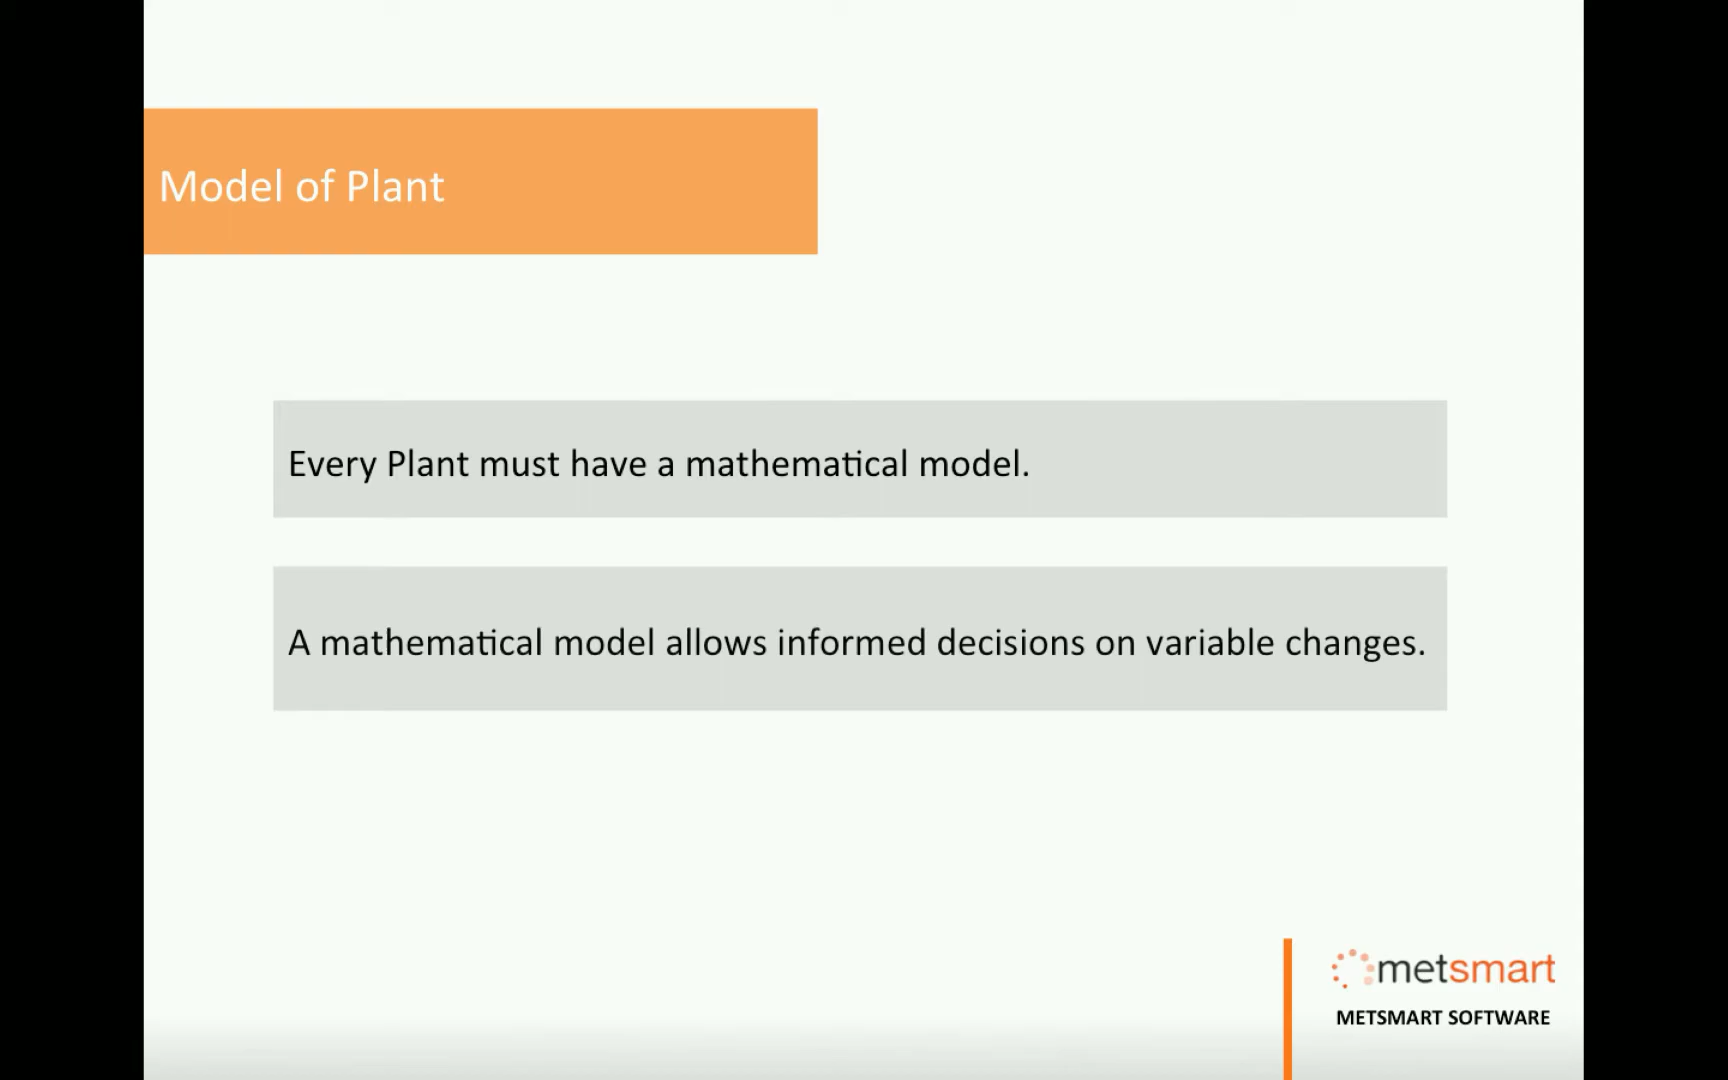 Model of Plant
Every Plant must have a mathematical model.
A mathematical model allows informed decisions on variable changes.
metsmart
METSMART SOFTWARE